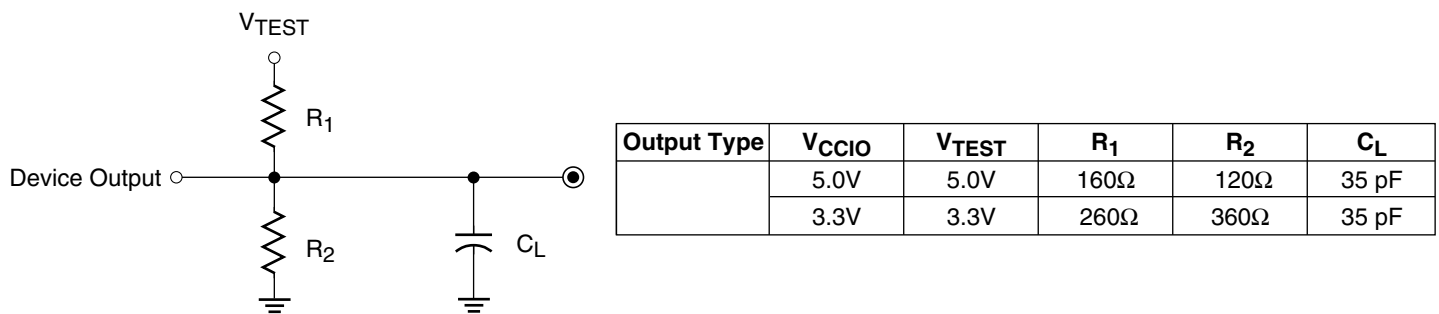 VTEST
R1
Device Output
R2
CL
Output Type VCCIO VTEST R1 R2 CL
5.0V 5.0V 160Ω 120Ω 35 pF
3.3V 3.3V 260Ω 360Ω 35 pF